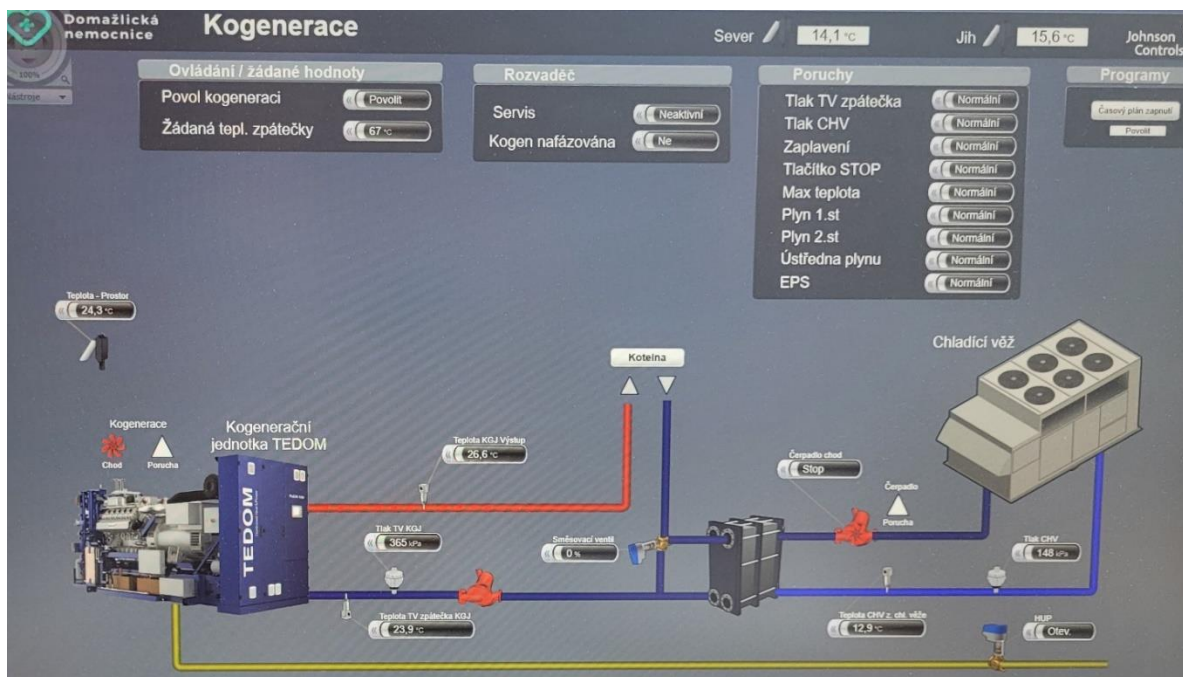 Domažlická
nemocnice
Kogenerace
Sever
14,1 °C
Jih
15,6 °C
Johnson
Controls
100%
Nástroje
Ovládání / žádané hodnoty
Povol kogeneraci
Povolit
Žádaná tepl. zpátečky
67 °C
Rozvaděč
Servis
Neaktivní
Kogen nafázována
Ne
Poruchy
Tlak TV zpátečka
Normální
Tlak CHV
Normální
Zaplavení
Normální
Tlačítko STOP
Normální
Max teplota
Normální
Plyn 1.st
Normální
Plyn 2.st
Normální
Ústředna plynu
Normální
EPS
Normální
Programy
Časový plán zapnutí
Povolit
Teplota - Prostor
24,3 °C
Kotelna
Chladící věž
Kogenerace
Chod
Porucha
Kogenerační
jednotka TEDOM
TEDOM
Teplota KGJ Výstup
26,6 °C
Čerpadlo chod
Stop
Čerpadlo
Porucha
Tlak TV KGJ
365 kPa
Směšovací ventil
0 %
Tlak CHV
148 kPa
Teplota TV zpátečka KGJ
23,9 °C
Teplota CHV z. chl. věže
12,9 °C
HUP
Otev.